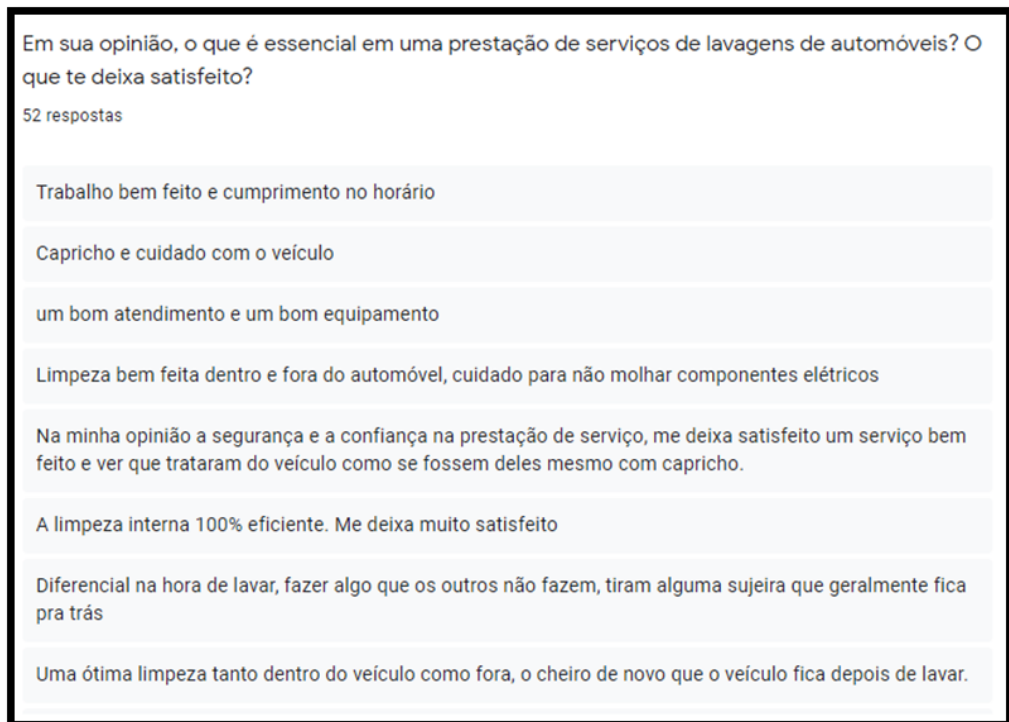 Em sua opinião, o que é essencial em uma prestação de serviços de lavagens de automóveis? O
que te deixa satisfeito?
52 respostas
Trabalho bem feito e cumprimento no horário
Capricho e cuidado com o veículo
um bom atendimento e um bom equipamento
Limpeza bem feita dentro e fora do automóvel, cuidado para não molhar componentes elétricos
Na minha opinião a segurança e a confiança na prestação de serviço, me deixa satisfeito um serviço bem
feito e ver que trataram do veículo como se fossem deles mesmo com capricho.
A limpeza interna 100% eficiente. Me deixa muito satisfeito
Diferencial na hora de lavar, fazer algo que os outros não fazem, tiram alguma sujeira que geralmente fica
pra trás
Uma ótima limpeza tanto dentro do veículo como fora, o cheiro de novo que o veículo fica depois de lavar.